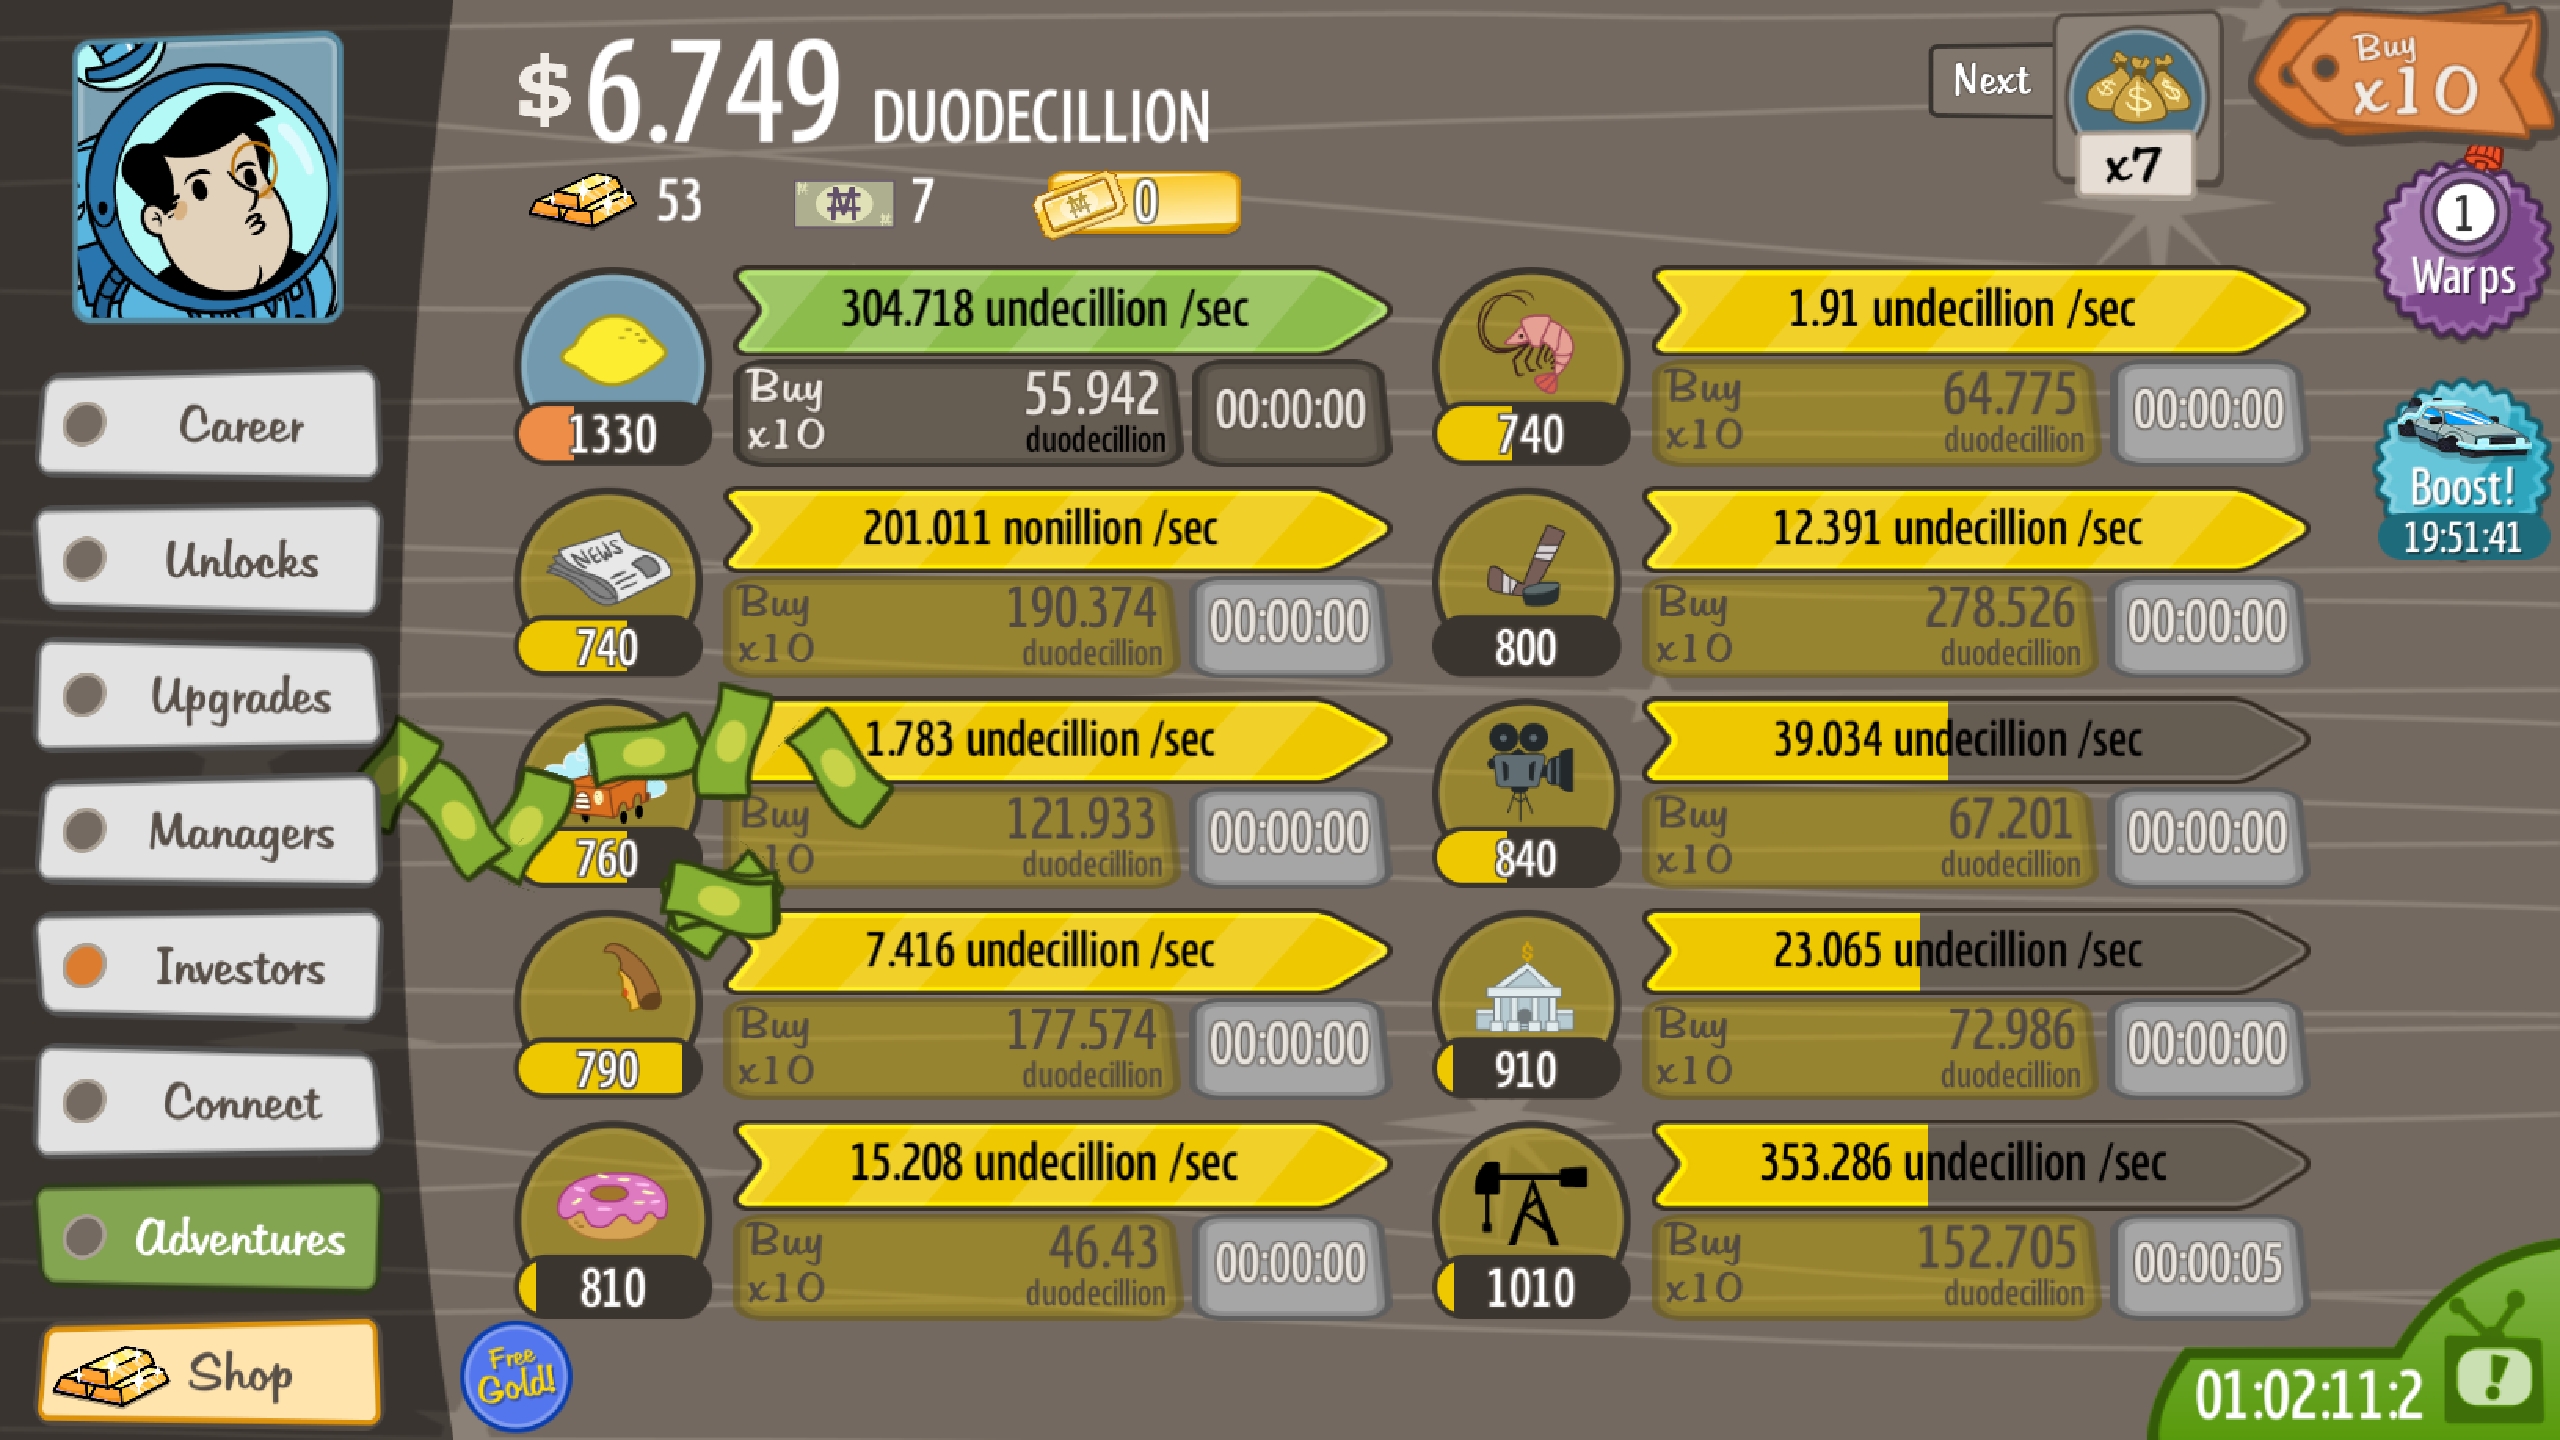 $6.749 DUODECILLION
53
7
0
Next
x7
Buy
x10
1
Warps
Boost!
19:51:41
Career
Unlocks
Upgrades
Managers
Investors
Connect
Adventures
Shop
304.718 undecillion /sec
1330
Buy
x10
55.942
duodecillion
00:00:00
1.91 undecillion /sec
740
Buy
x10
64.775
duodecillion
00:00:00
NEWS
201.011 nonillion /sec
740
Buy
x10
190.374
duodecillion
00:00:00
12.391 undecillion /sec
800
Buy
x10
278.526
duodecillion
00:00:00
1.783 undecillion /sec
760
Buy
x10
121.933
duodecillion
00:00:00
39.034 undecillion /sec
840
Buy
x10
67.201
duodecillion
00:00:00
7.416 undecillion /sec
790
Buy
x10
177.574
duodecillion
00:00:00
23.065 undecillion /sec
910
Buy
x10
72.986
duodecillion
00:00:00
15.208 undecillion /sec
810
Buy
x10
46.43
duodecillion
00:00:00
353.286 undecillion /sec
1010
Buy
x10
152.705
duodecillion
00:00:05
Free
Gold!
01:02:11:2
!